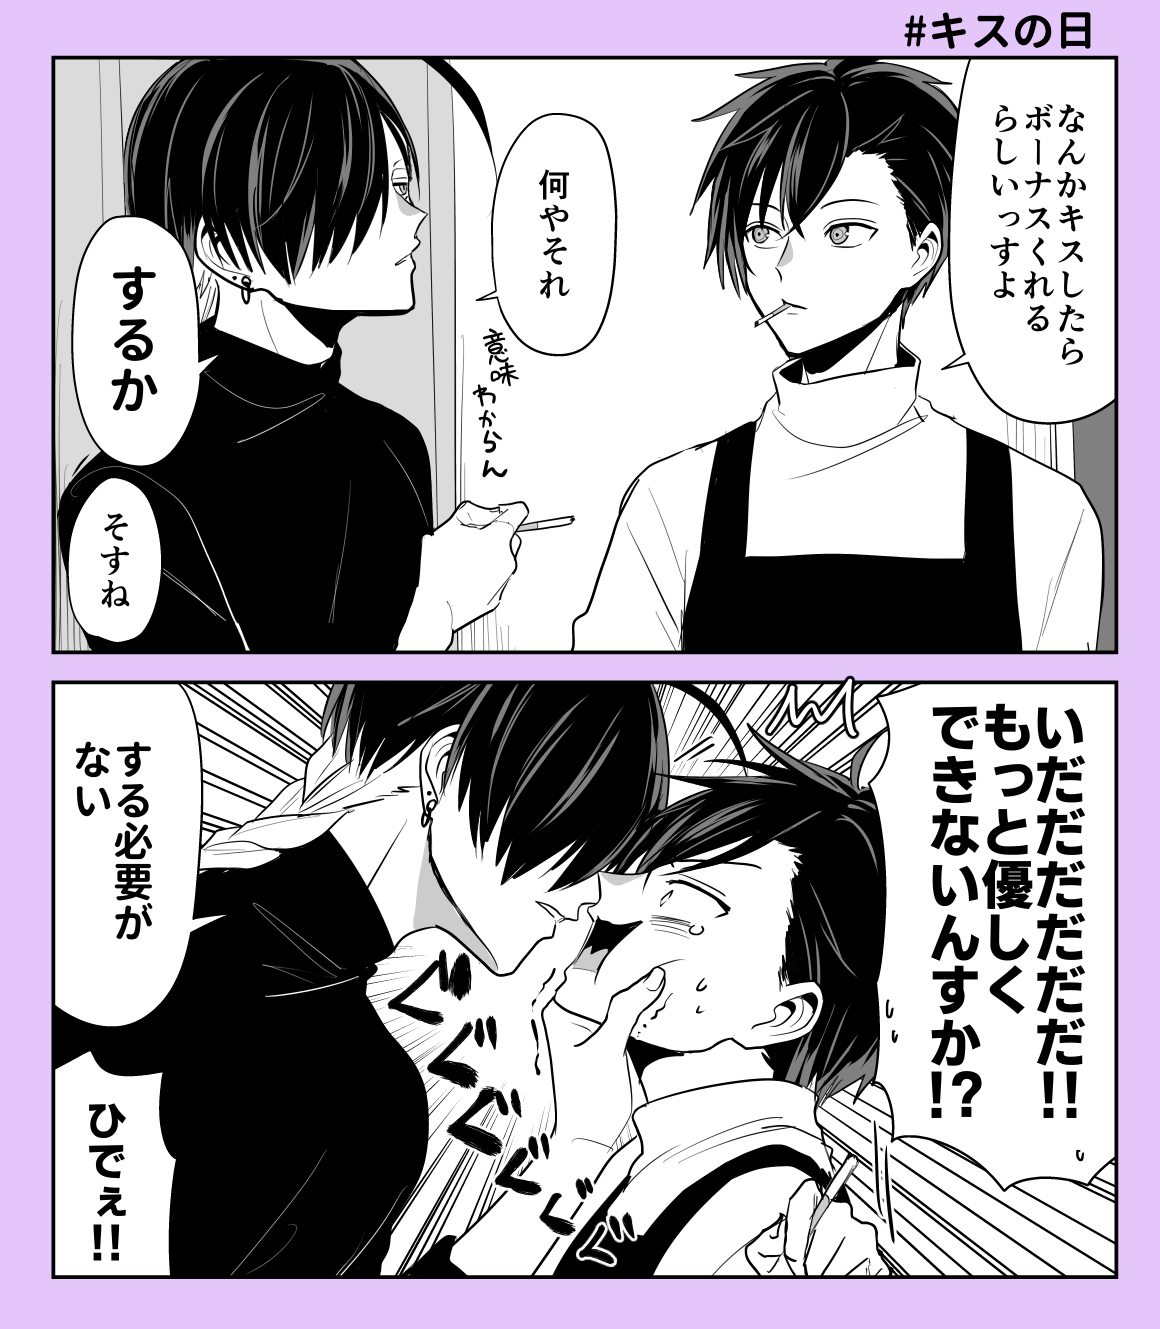 #キスの日
なんかキスしたら
ボーナスくれる
らしいっすよ
何やそれ
意味
わからん
するか
そすね
いだだだだだだ!!
もっと優しく
できないんすか!?
する必要が
ない
ぐぐぐぐぐぐ
ひでぇ!!